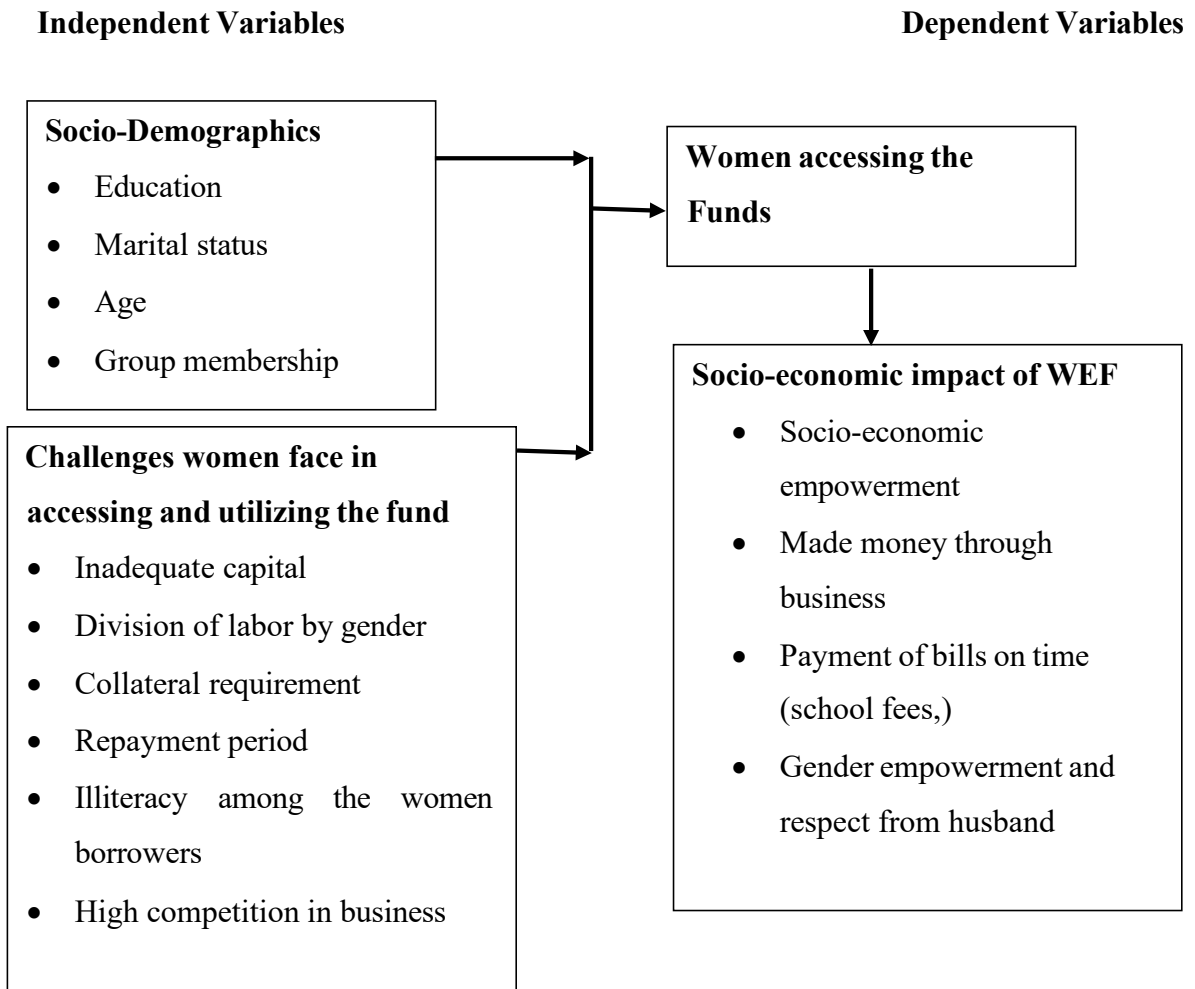 Independent Variables
Dependent Variables
Socio-Demographics
• Education
• Marital status
• Age
• Group membership
Women accessing the
Funds
Challenges women face in
accessing and utilizing the fund
• Inadequate capital
• Division of labor by gender
• Collateral requirement
• Repayment period
• Illiteracy among the women
borrowers
• High competition in business
Socio-economic impact of WEF
• Socio-economic
empowerment
• Made money through
business
• Payment of bills on time
(school fees,)
• Gender empowerment and
respect from husband